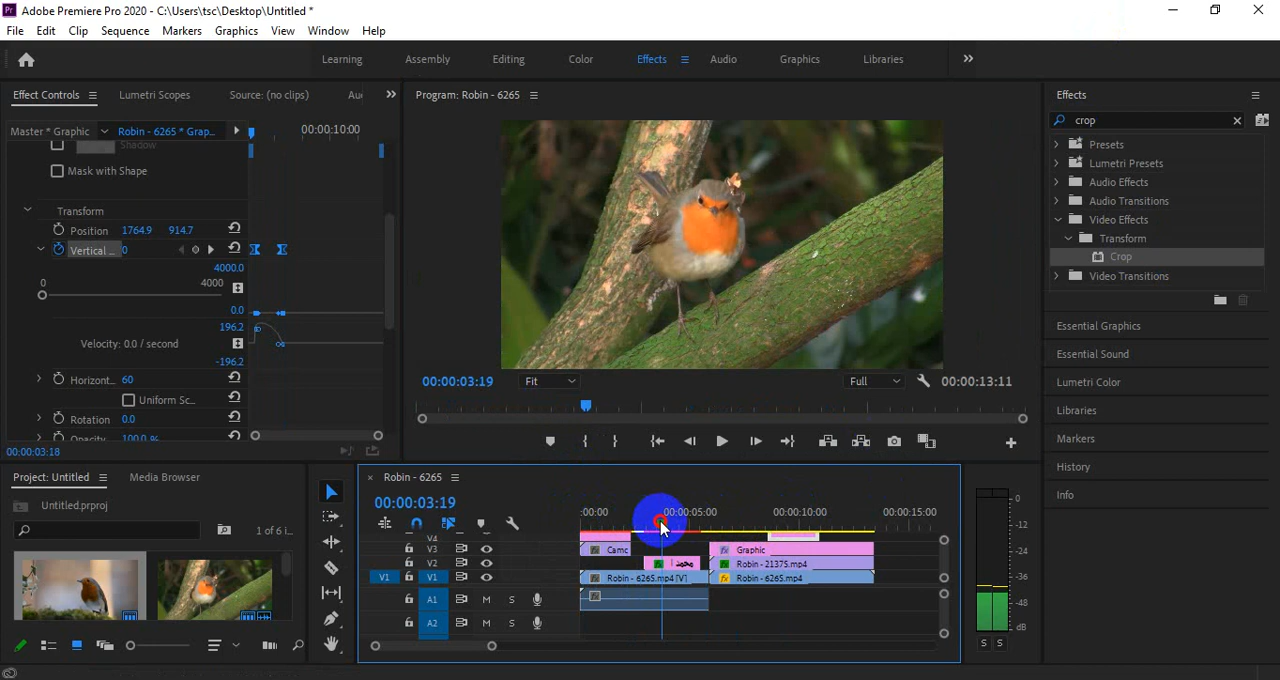 Adobe Premiere Pro 2020 - C:\Users\tsc\Desktop\Untitled *
File Edit Clip Sequence Markers Graphics View Window Help
Learning Assembly Editing Color Effects Audio Graphics Libraries
Effect Controls Lumetri Scopes Source: (no clips) Au
Program: Robin - 6265
Effects
Master * Graphic Robin - 6265 * Grap...
00:00:10:00
crop
Shadow
Mask with Shape
Transform
Position 1764.9 914.7
Vertical ... 0
4000.0
0 4000
0.0
196.2
Velocity: 0.0 / second
-196.2
Horizont... 60
Uniform Sc...
Rotation 0.0
Opacity 100.0 %
00:00:03:18
Presets
Lumetri Presets
Audio Effects
Audio Transitions
Video Effects
Transform
Crop
Video Transitions
Essential Graphics
Essential Sound
Lumetri Color
Libraries
Markers
History
Info
00:00:03:19 Fit Full 00:00:13:11
Project: Untitled Media Browser
Untitled.prproj
1 of 6 i...
Robin - 6265
00:00:03:19
:00:00 00:00:05:00 00:00:10:00 00:00:15:00
V4
V3 Camc Graphic
V2 Robin - 21375.mp4
V1 V1 Robin - 6265.mp4 [V] Robin - 6265.mp4
A1 M S
A2 M S
0
-12
-24
-36
-48
dB
S S